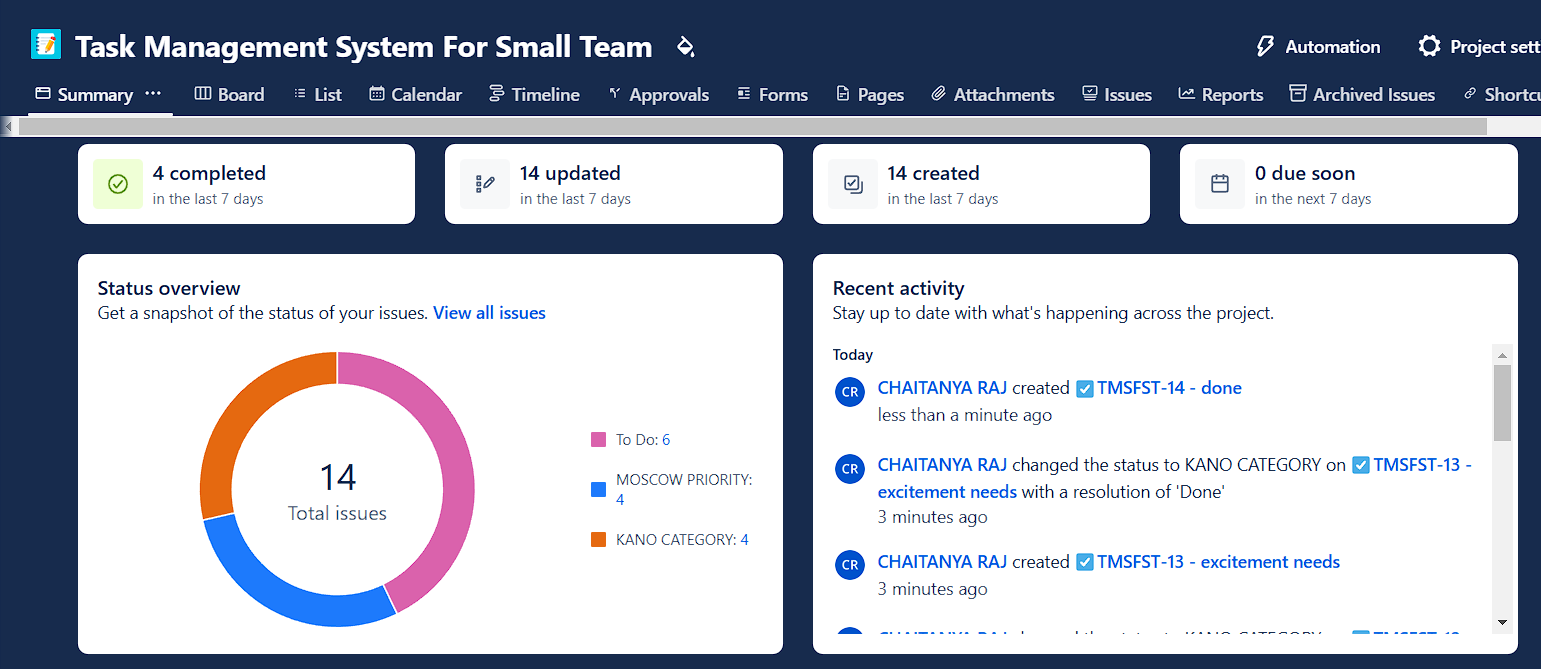 Task Management System For Small Team
Automation
Project sett
Summary
Board
List
Calendar
Timeline
Approvals
Forms
Pages
Attachments
Issues
Reports
Archived Issues
Shortcu
4 completed
in the last 7 days
14 updated
in the last 7 days
14 created
in the last 7 days
0 due soon
in the next 7 days
Status overview
Get a snapshot of the status of your issues. View all issues
14
Total issues
To Do: 6
MOSCOW PRIORITY:
4
KANO CATEGORY: 4
Recent activity
Stay up to date with what's happening across the project.
Today
CR
CHAITANYA RAJ created TMSFST-14 - done
less than a minute ago
CR
CHAITANYA RAJ changed the status to KANO CATEGORY on TMSFST-13 -
excitement needs with a resolution of 'Done'
3 minutes ago
CR
CHAITANYA RAJ created TMSFST-13 - excitement needs
3 minutes ago